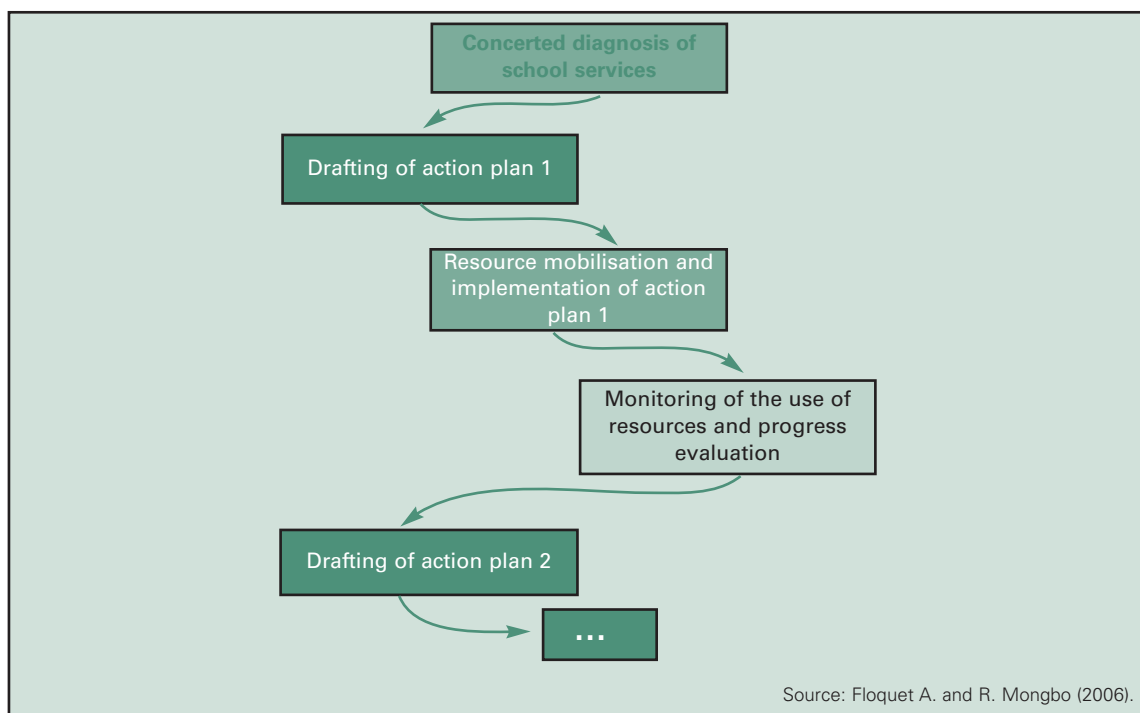 Concerted diagnosis of
school services
Drafting of action plan 1
Resource mobilisation and
implementation of action
plan 1
Monitoring of the use of
resources and progress
evaluation
Drafting of action plan 2
...
Source: Floquet A. and R. Mongbo (2006).